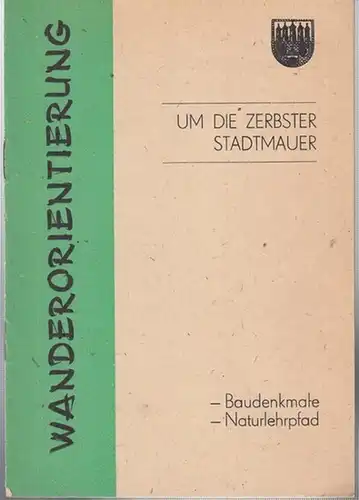 WANDERORIENTIERUNG
UM DIE ZERBSTER
STADTMAUER
– Baudenkmale
– Naturlehrpfad